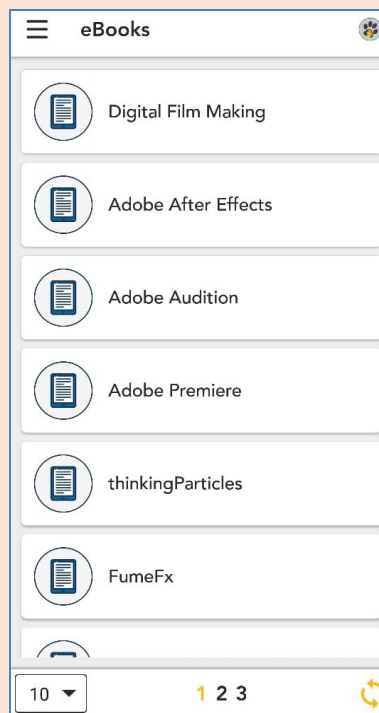 eBooks
Digital Film Making
Adobe After Effects
Adobe Audition
Adobe Premiere
thinkingParticles
FumeFx
10 1 2 3